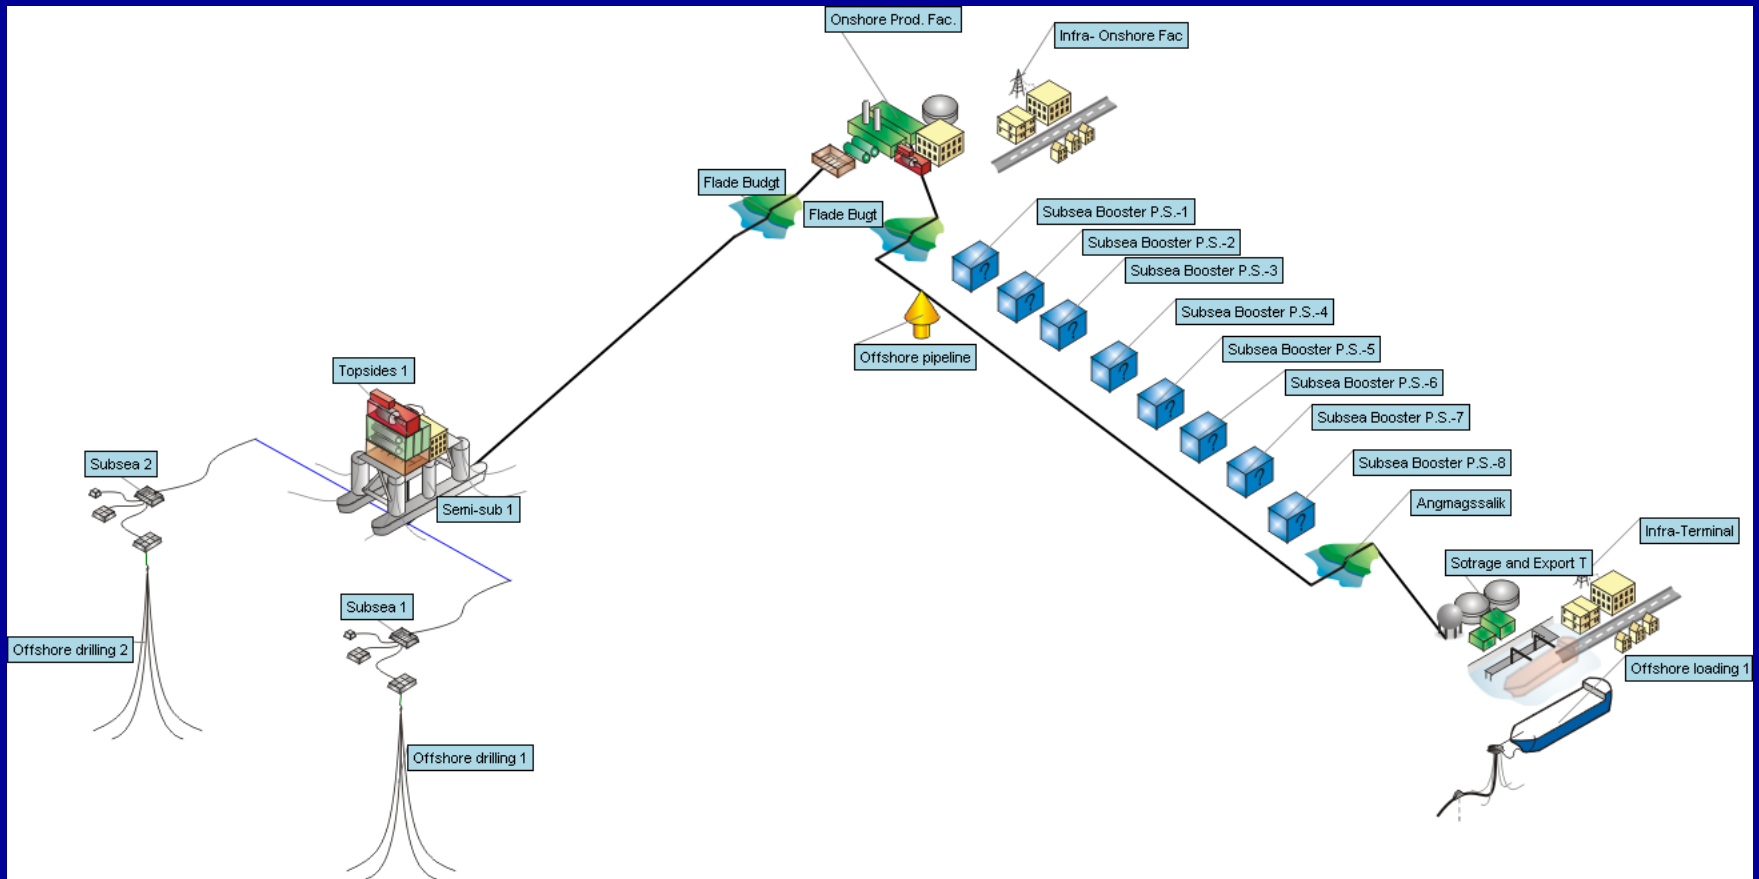 Onshore Prod. Fac.
Infra- Onshore Fac
Flade Budgt
Flade Bugt
Subsea Booster P.S.-1
Subsea Booster P.S.-2
Subsea Booster P.S.-3
Subsea Booster P.S.-4
Offshore pipeline
Subsea Booster P.S.-5
Topsides 1
Subsea Booster P.S.-6
Subsea Booster P.S.-7
Subsea 2
Subsea Booster P.S.-8
Semi-sub 1
Angmagssalik
Infra-Terminal
Sotrage and Export T
Subsea 1
Offshore drilling 2
Offshore loading 1
Offshore drilling 1
?
?
?
?
?
?
?
?